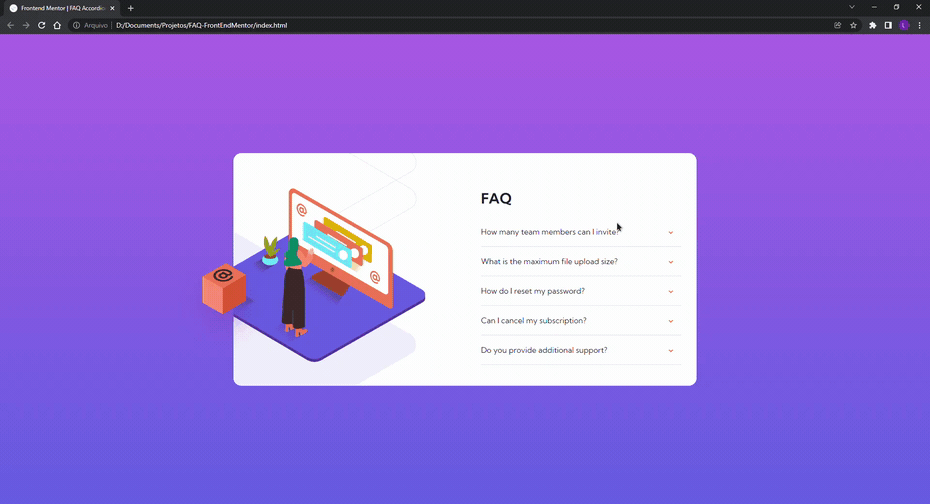 Frontend Mentor | FAQ Accordio
Arquivo | D:/Documents/Projetos/FAQ-FrontEndMentor/index.html
L
FAQ
How many team members can I invite?
What is the maximum file upload size?
How do I reset my password?
Can I cancel my subscription?
Do you provide additional support?